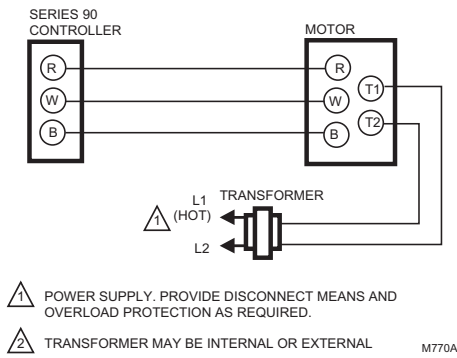 SERIES 90
CONTROLLER
MOTOR
R
R
T1
W
W
T2
B
B
L1
(HOT)
TRANSFORMER
1
L2
1 POWER SUPPLY. PROVIDE DISCONNECT MEANS AND
OVERLOAD PROTECTION AS REQUIRED.
2 TRANSFORMER MAY BE INTERNAL OR EXTERNAL
M770A